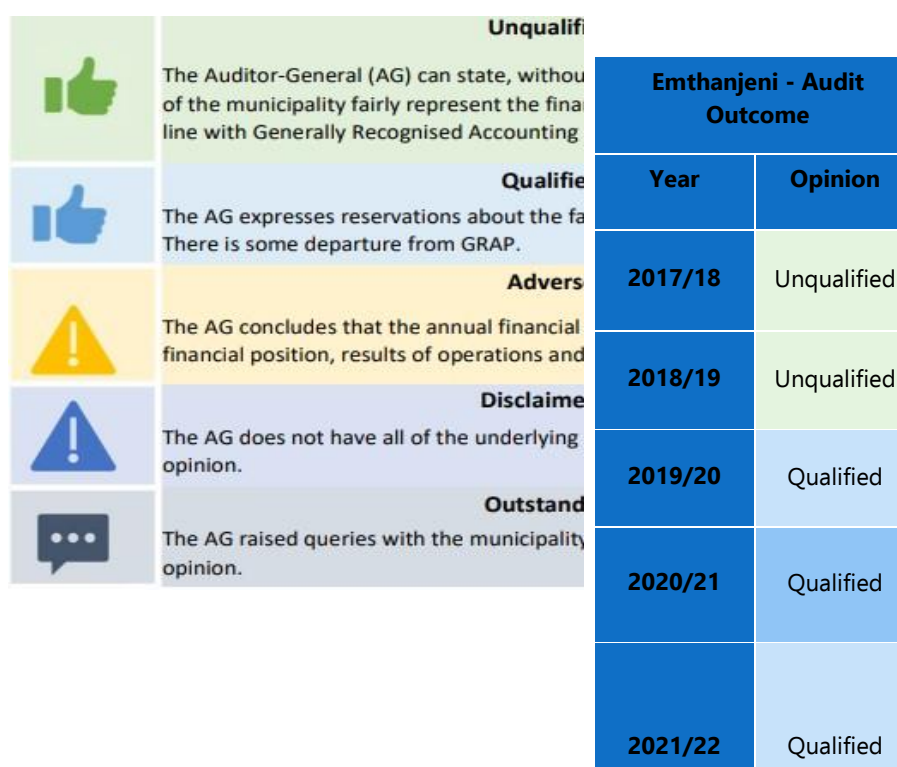 Unqualifi
The Auditor-General (AG) can state, withou
of the municipality fairly represent the fina
line with Generally Recognised Accounting
Qualifie
The AG expresses reservations about the fa
There is some departure from GRAP.
Advers
The AG concludes that the annual financial
financial position, results of operations and
Disclaime
The AG does not have all of the underlying
opinion.
Outstand
The AG raised queries with the municipality
opinion.
Emthanjeni - Audit
Outcome
Year Opinion
2017/18 Unqualified
2018/19 Unqualified
2019/20 Qualified
2020/21 Qualified
2021/22 Qualified